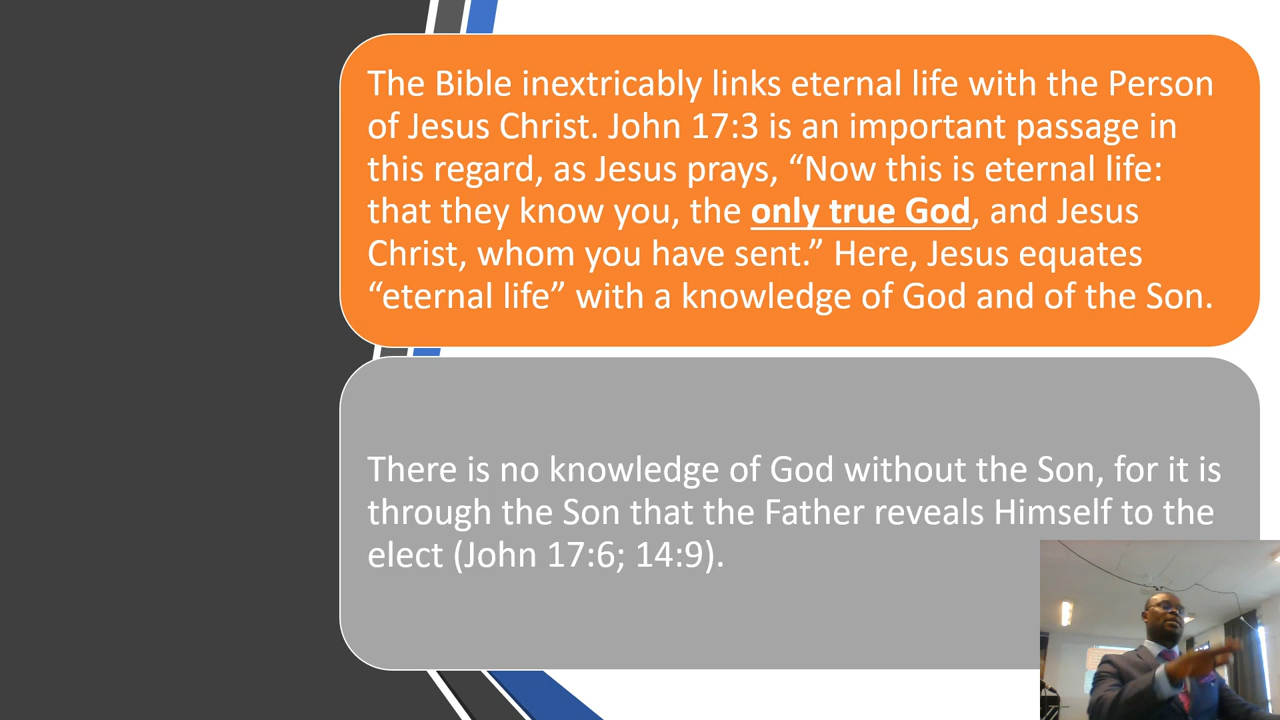 The Bible inextricably links eternal life with the Person
of Jesus Christ. John 17:3 is an important passage in
this regard, as Jesus prays, “Now this is eternal life:
that they know you, the only true God, and Jesus
Christ, whom you have sent.” Here, Jesus equates
“eternal life” with a knowledge of God and of the Son.
There is no knowledge of God without the Son, for it is
through the Son that the Father reveals Himself to the
elect (John 17:6; 14:9).